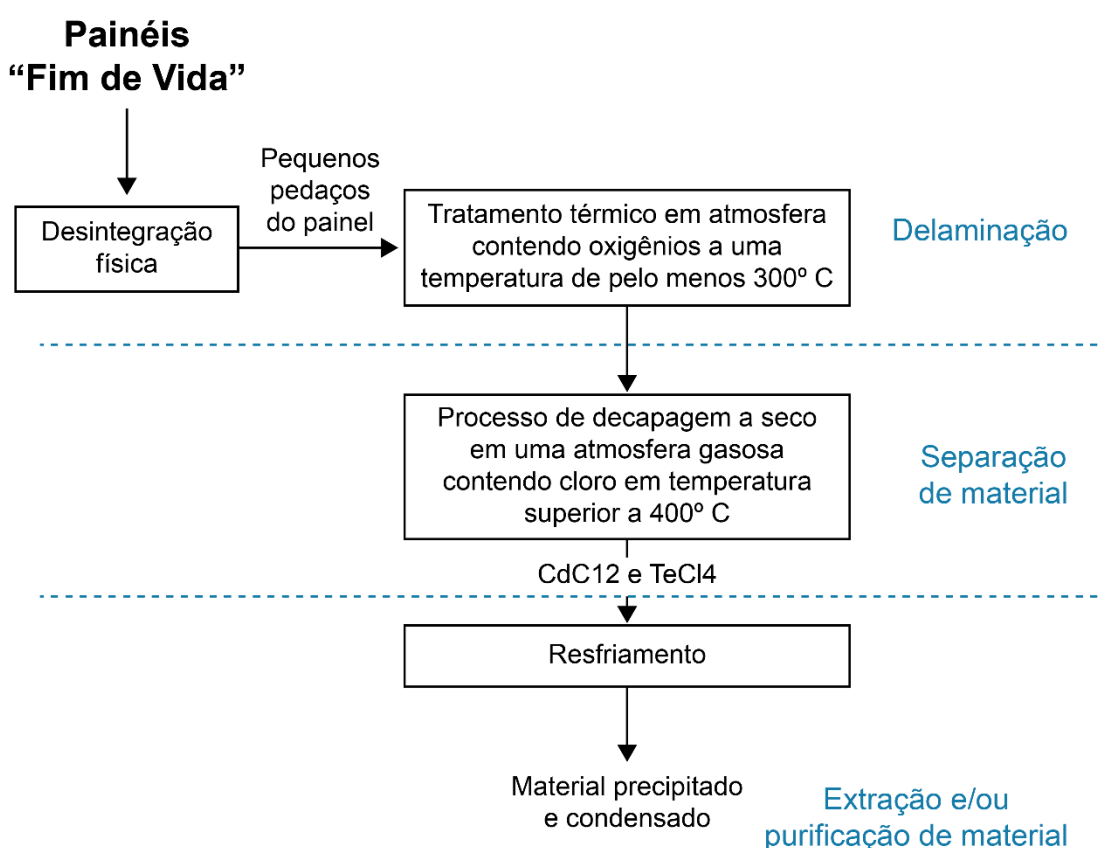 Painéis
“Fim de Vida”
Pequenos
pedaços
do painel
Desintegração
física
Tratamento térmico em atmosfera
contendo oxigênios a uma
temperatura de pelo menos 300º C
Delaminação
Processo de decapagem a seco
em uma atmosfera gasosa
contendo cloro em temperatura
superior a 400º C
Separação
de material
CdC12 e TeCl4
Resfriamento
Material precipitado
e condensado
Extração e/ou
purificação de material